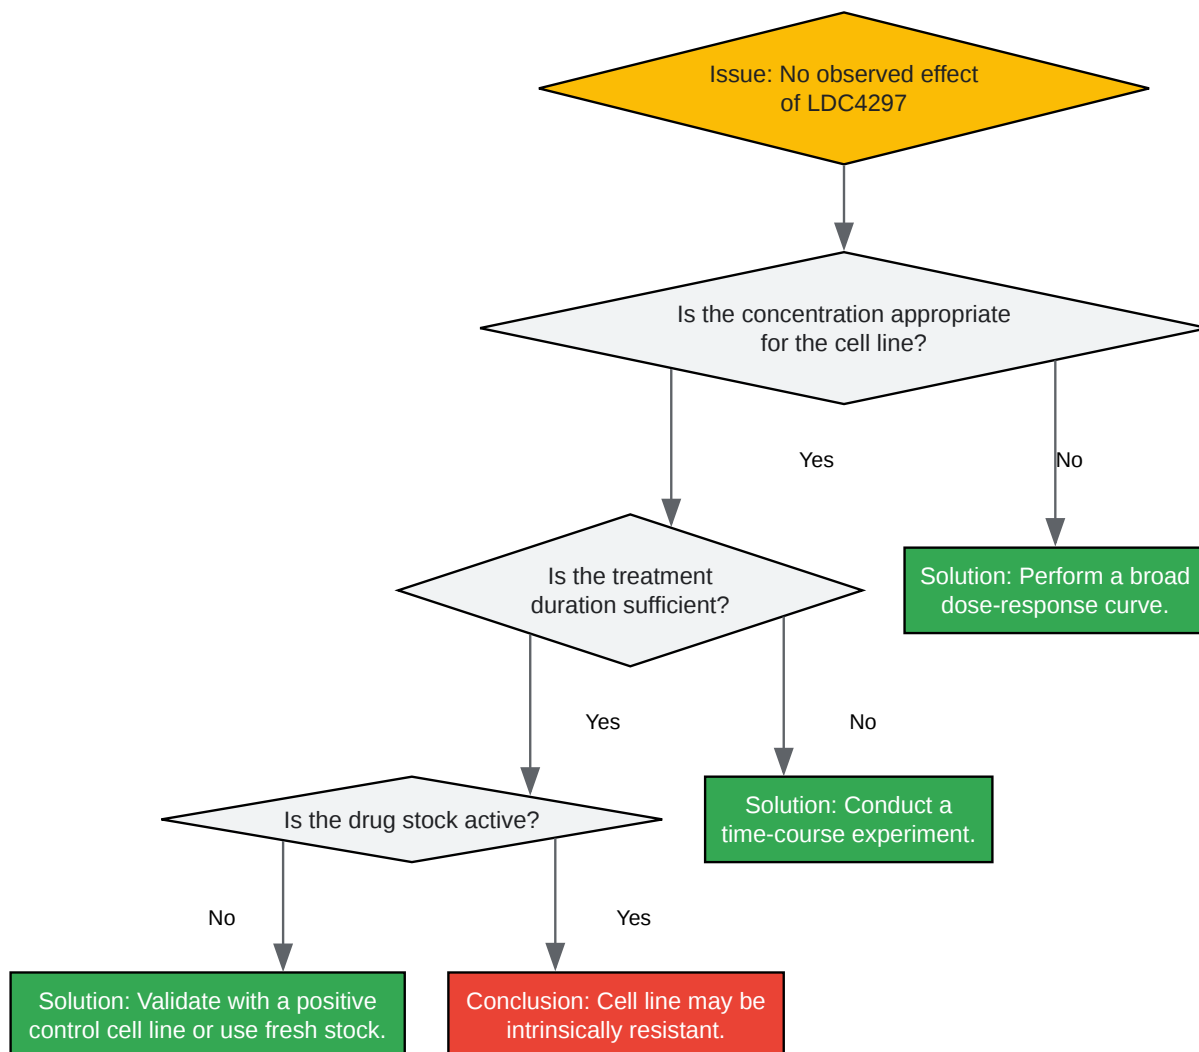 Issue: No observed effect
of LDC4297
Is the concentration appropriate
for the cell line?
Yes
No
Is the treatment
duration sufficient?
Solution: Perform a broad
dose-response curve.
Yes
No
Is the drug stock active?
Solution: Conduct a
time-course experiment.
No
Yes
Solution: Validate with a positive
control cell line or use fresh stock.
Conclusion: Cell line may be
intrinsically resistant.